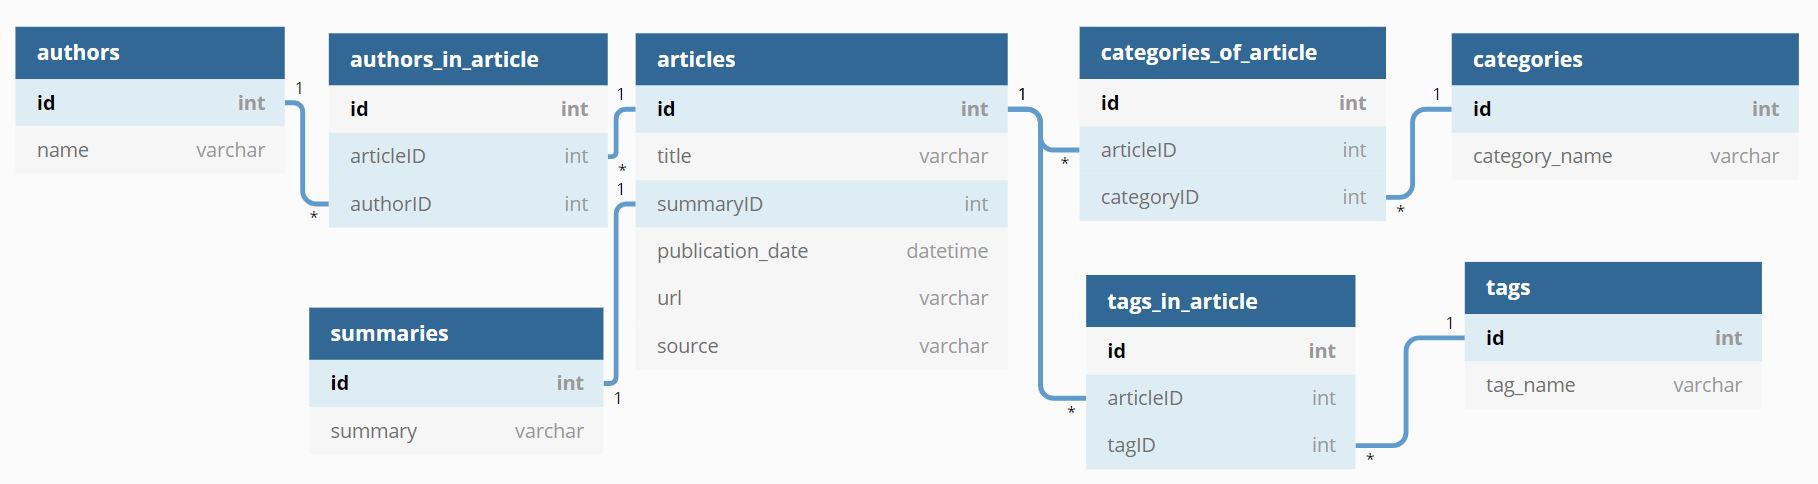 authors
1
id int
name varchar
*
authors_in_article
id int
articleID int
authorID int
1
*
1
articles
id int
title varchar
summaryID int
publication_date datetime
url varchar
source varchar
1
summaries
id int
summary varchar
1
categories_of_article
id int
articleID int
categoryID int
*
*
1
categories
id int
category_name varchar
tags_in_article
id int
articleID int
tagID int
*
*
1
tags
id int
tag_name varchar